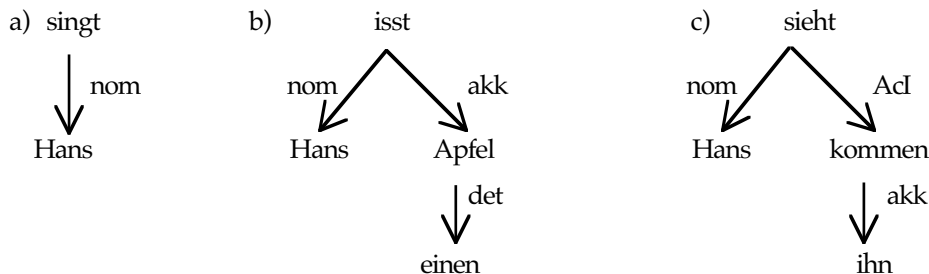 a) singt b) isst c) sieht
nom nom akk nom AcI
Hans Hans Apfel Hans kommen
det akk
einen ihn